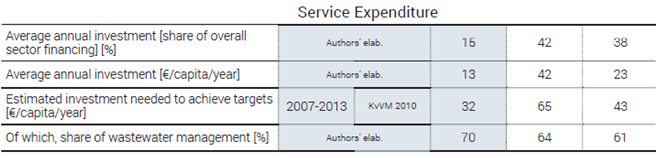 Service Expenditure
Average annual investment [share of overall
sector financing] [%] Authors´ elab. 15 42 38
Average annual investment [€/capita/year] Authors´ elab. 13 42 23
Estimated investment needed to achieve targets
[€/capita/year] 2007-2013 KvVM 2010 32 65 43
Of which, share of wastewater management [%] Authors´ elab. 70 64 61